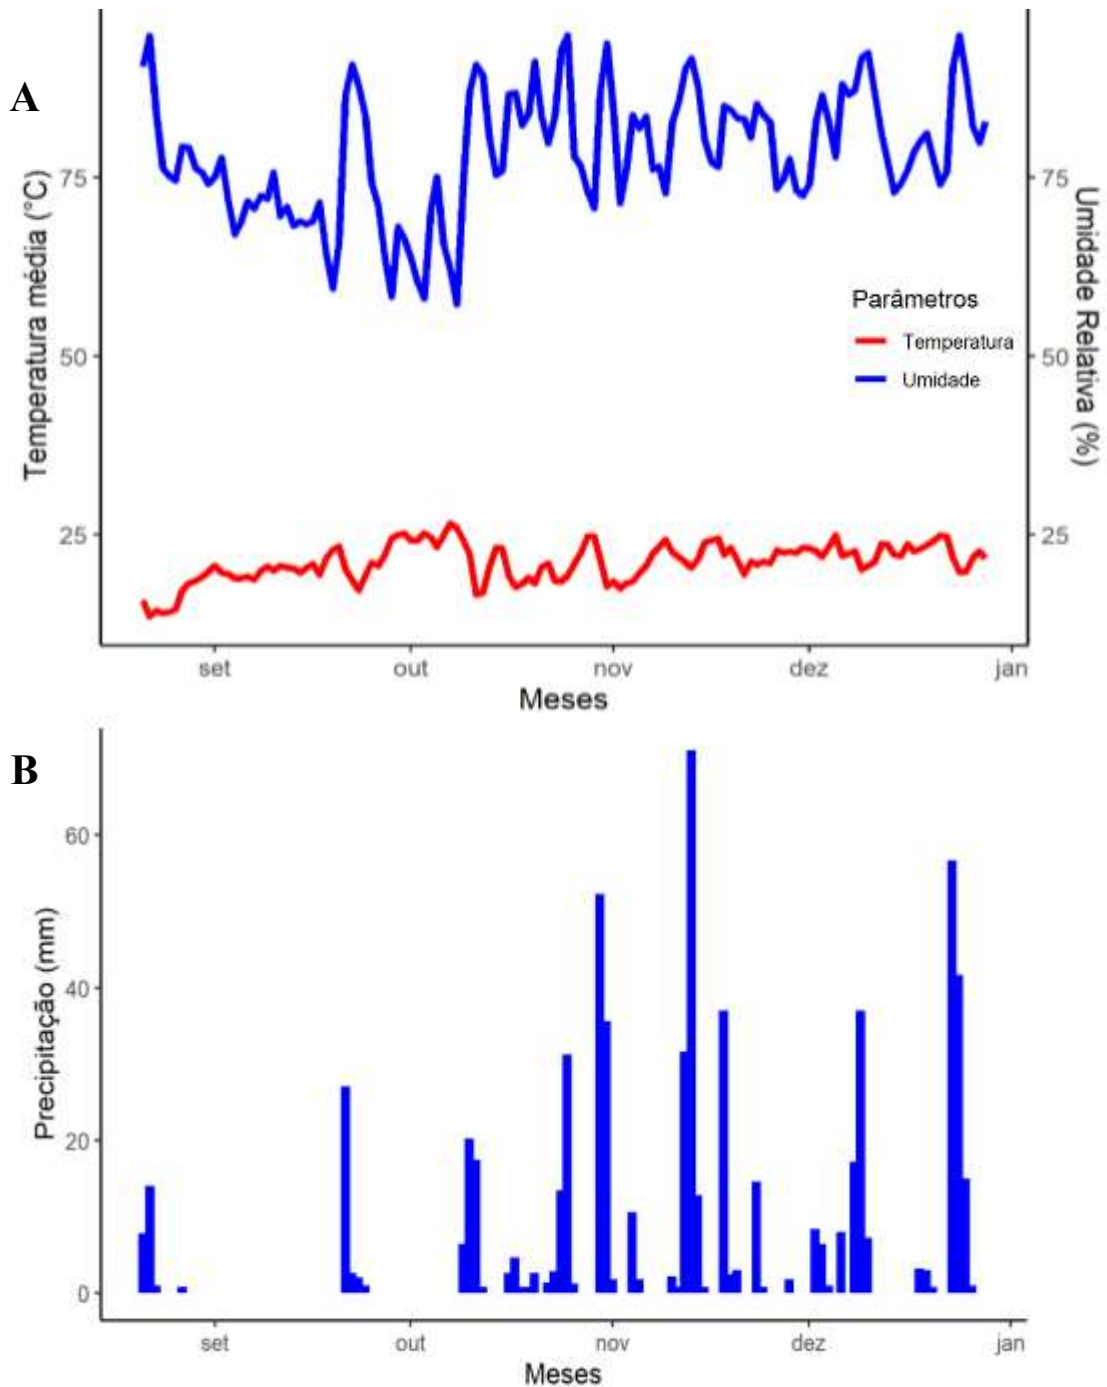 A
Temperatura média (°C)
75
50
25
75
50
25
Umidade Relativa (%)
Parâmetros
Temperatura
Umidade
set out nov dez jan
Meses
B
Precipitação (mm)
60
40
20
0
set out nov dez jan
Meses